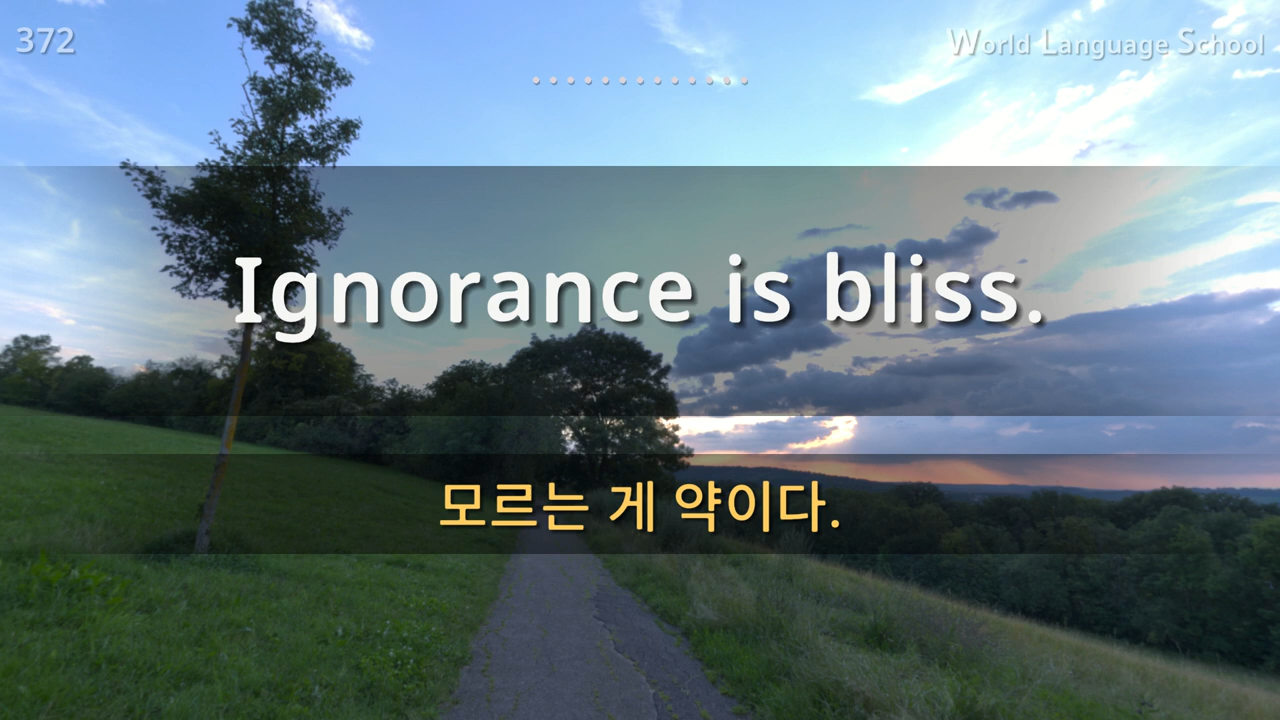 372
World Language School
Ignorance is bliss.
모르는 게 약이다.